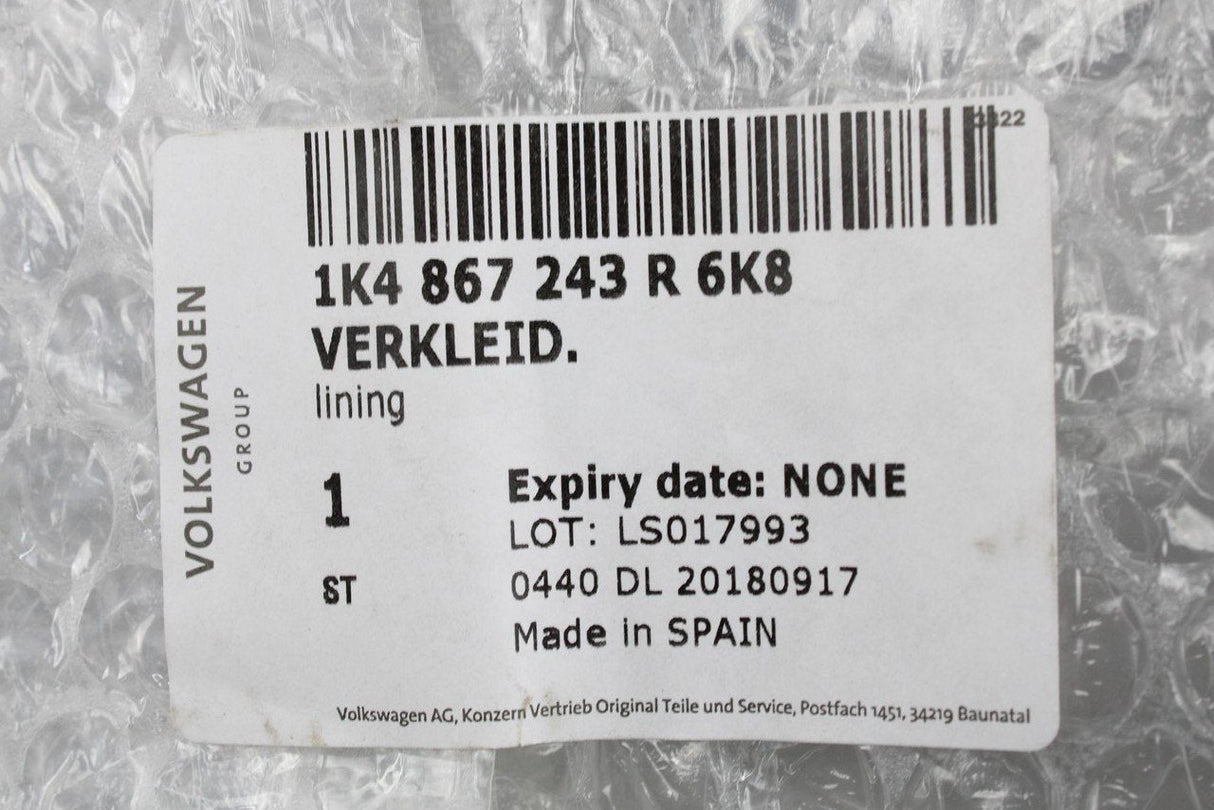 1K4 867 243 R 6K8
VERKLEID.
lining
VOLKSWAGEN
GROUP
1
Expiry date: NONE
LOT: LS017993
ST
0440 DL 20180917
Made in SPAIN
Volkswagen AG, Konzern Vertrieb Original Teile und Service, Postfach 1451, 34219 Baunatal